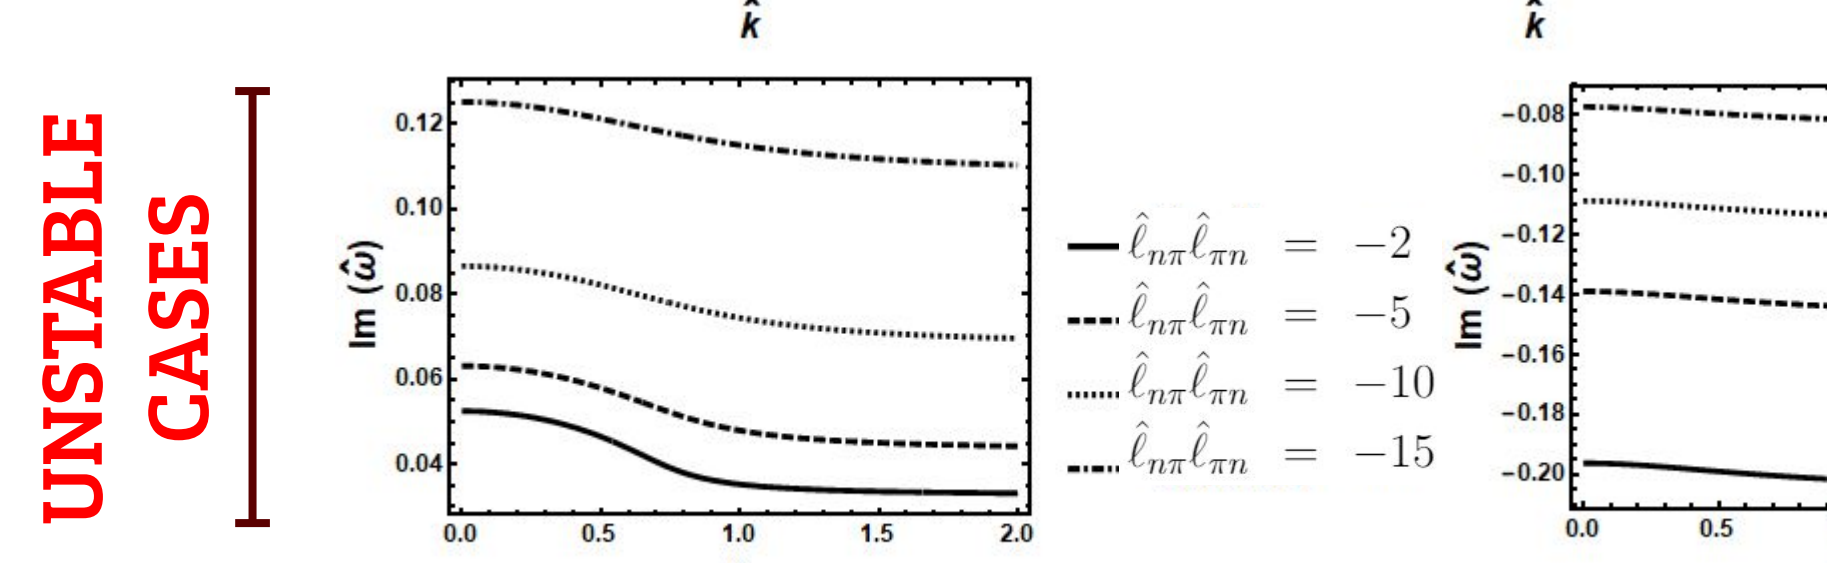 k̂
k̂
UNSTABLE
CASES
Im (ω̂)
0.12
0.10
0.08
0.06
0.04
0.0 0.5 1.0 1.5 2.0
ℓ̂nπℓ̂πn = −2
ℓ̂nπℓ̂πn = −5
ℓ̂nπℓ̂πn = −10
ℓ̂nπℓ̂πn = −15
Im (ω̂)
−0.08
−0.10
−0.12
−0.14
−0.16
−0.18
−0.20
0.0 0.5